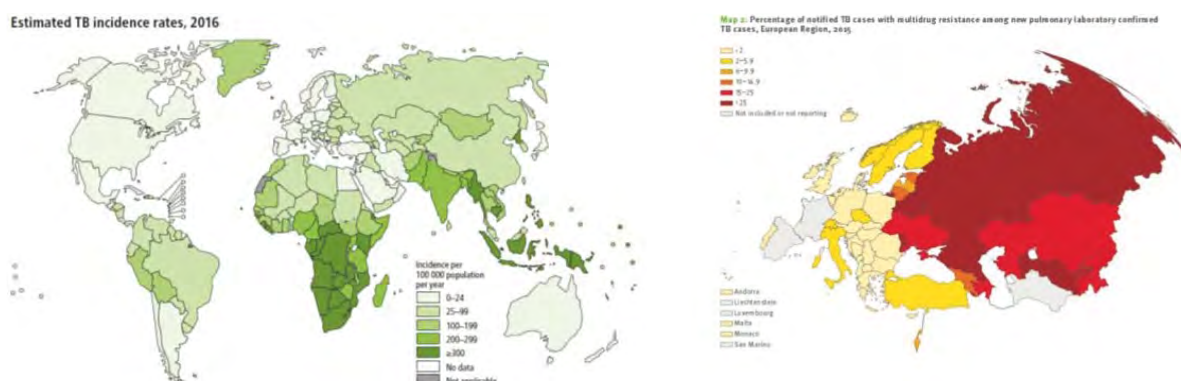 Estimated TB incidence rates, 2016
Incidence per
100 000 population
per year
0–24
25–99
100–199
200–299
≥300
No data
Not applicable
Map 2: Percentage of notified TB cases with multidrug resistance among new pulmonary laboratory confirmed
TB cases, European Region, 2015
<2
2–5.9
6–9.9
10–14.9
15–25
>25
Not included or not reporting
Andorra
Liechtenstein
Luxembourg
Malta
Monaco
San Marino